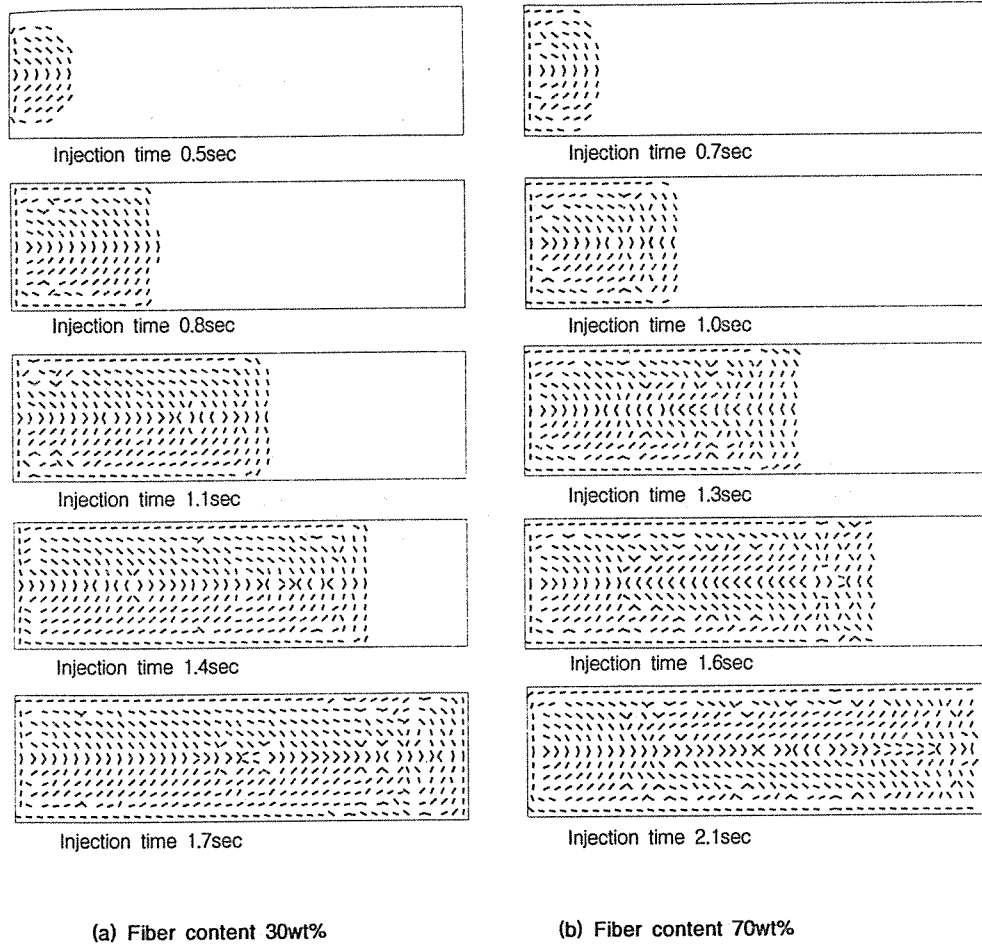 Injection time 0.5sec
Injection time 0.7sec
Injection time 0.8sec
Injection time 1.0sec
Injection time 1.1sec
Injection time 1.3sec
Injection time 1.4sec
Injection time 1.6sec
Injection time 1.7sec
Injection time 2.1sec
(a) Fiber content 30wt%
(b) Fiber content 70wt%